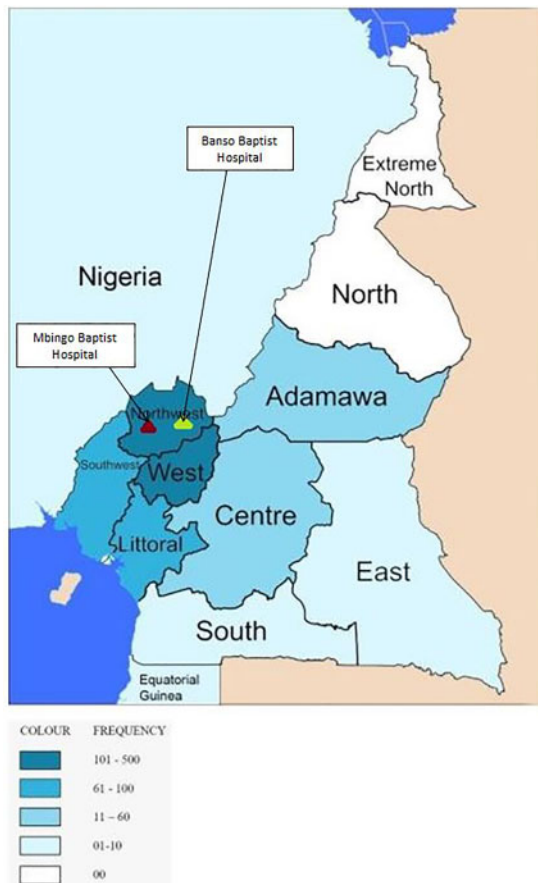 Banso Baptist
Hospital
Extreme
North
Nigeria
North
Mbingo Baptist
Hospital
Adamawa
Northwest
Southwest
West
Centre
Littoral
East
South
Equatorial
Guinea
COLOUR FREQUENCY
101 - 500
61 - 100
11 – 60
01-10
00